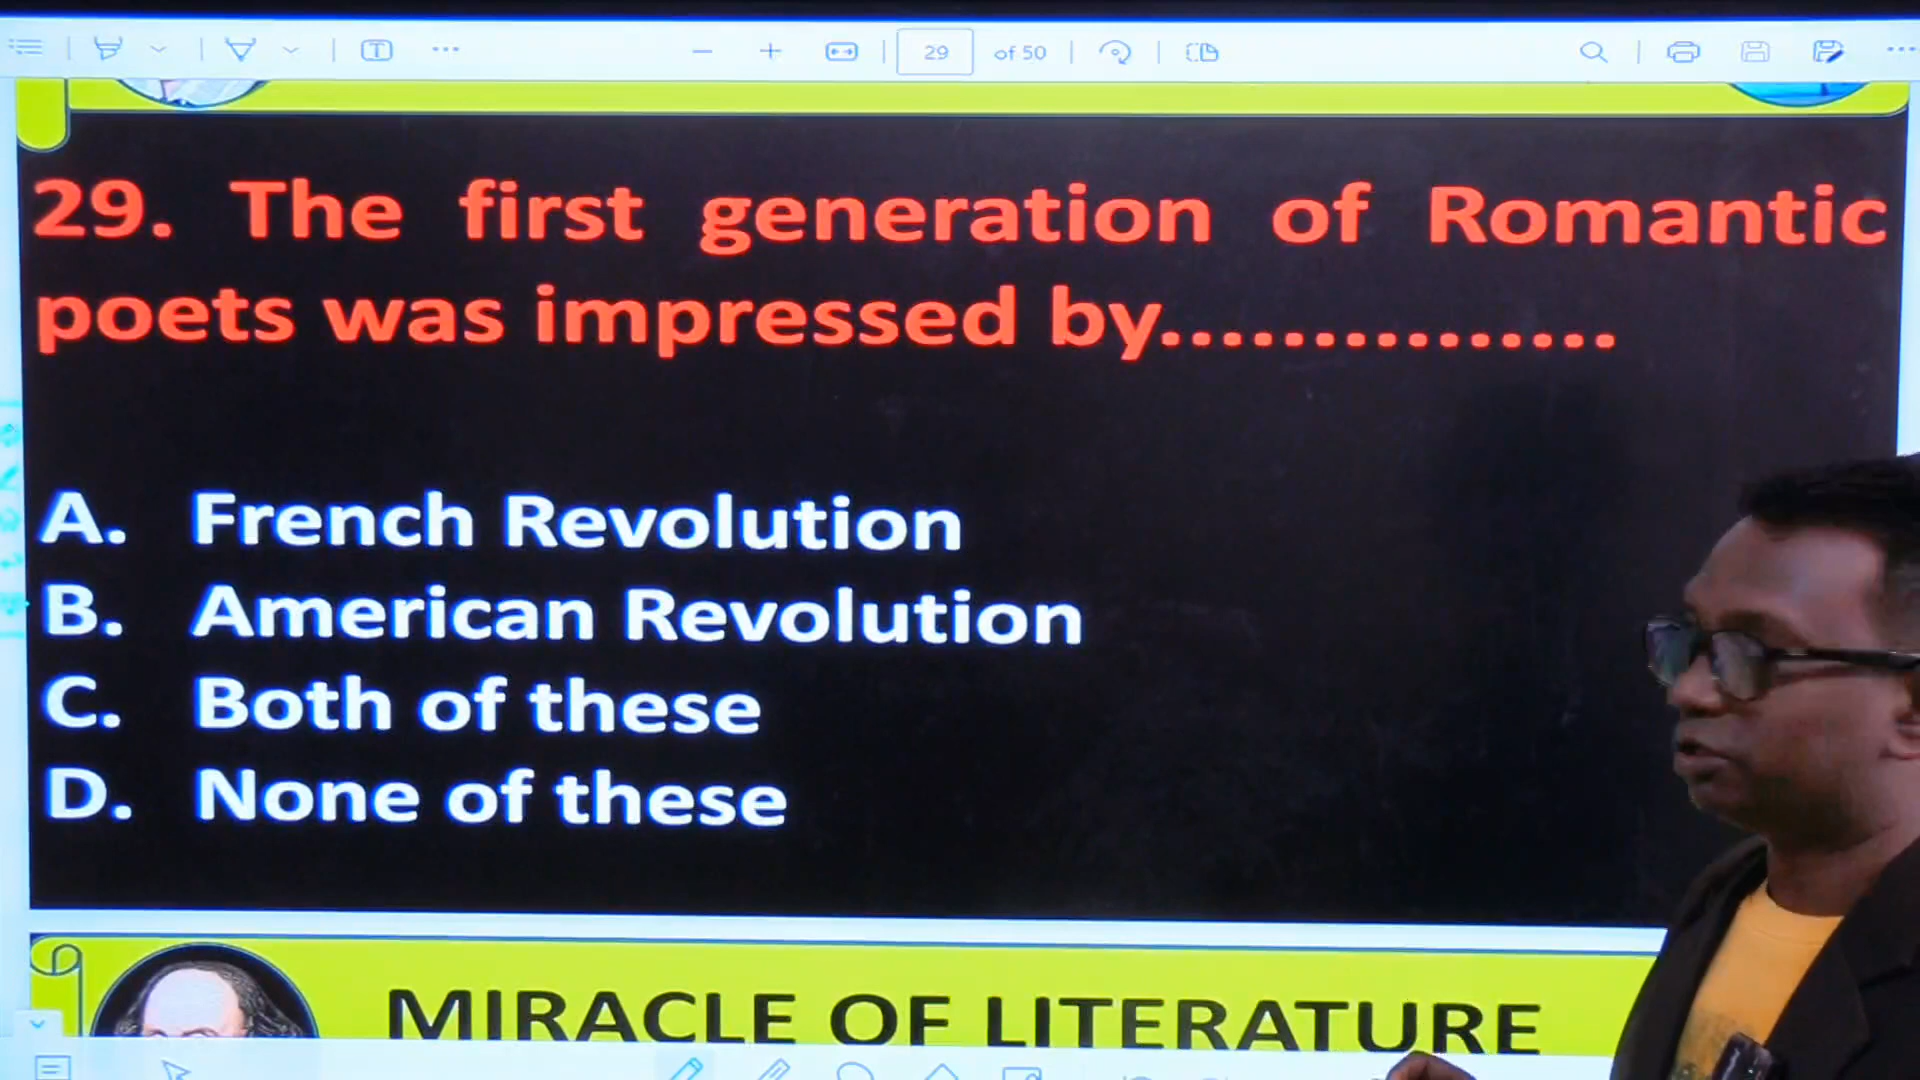 29
of 50
29. The first generation of Romantic
poets was impressed by...............
A. French Revolution
B. American Revolution
C. Both of these
D. None of these
MIRACLE OF LITERATURE